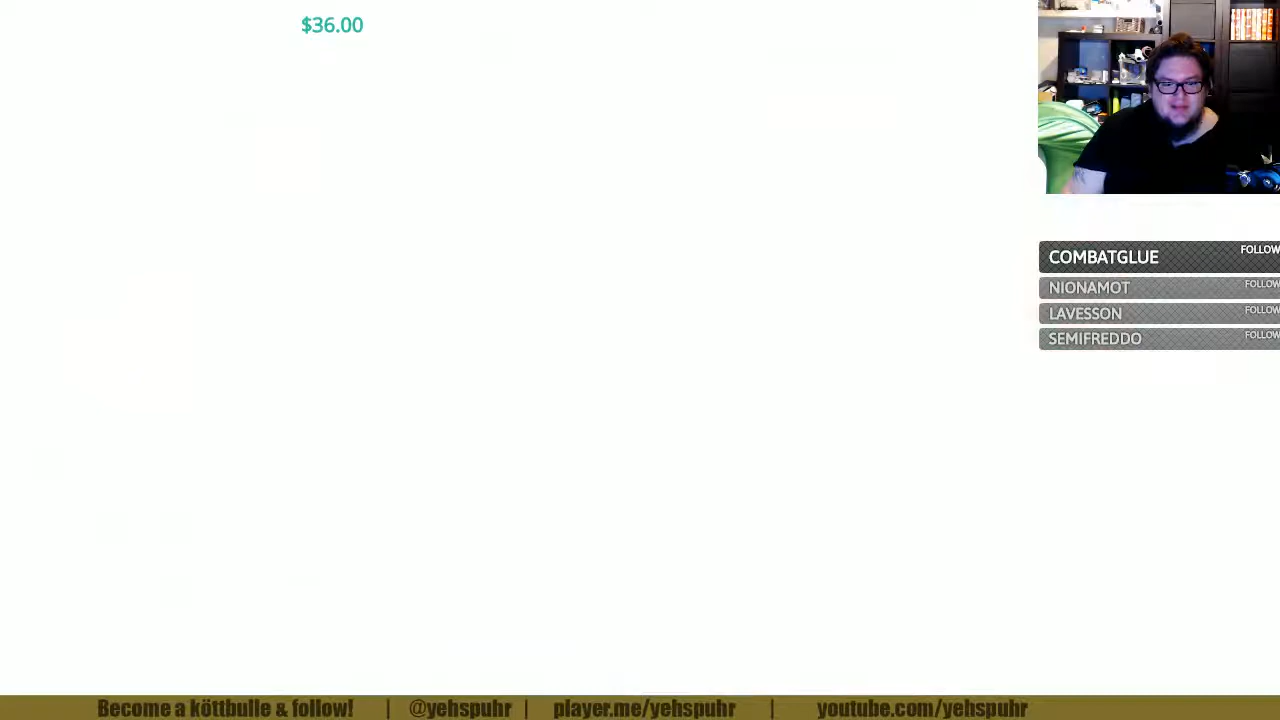 $36.00
COMBATGLUE FOLLOW
NIONAMOT FOLLOW
LAVESSON FOLLOW
SEMIFREDDO FOLLOW
Become a köttbulle & follow! | @yehspuhr | player.me/yehspuhr | youtube.com/yehspuhr